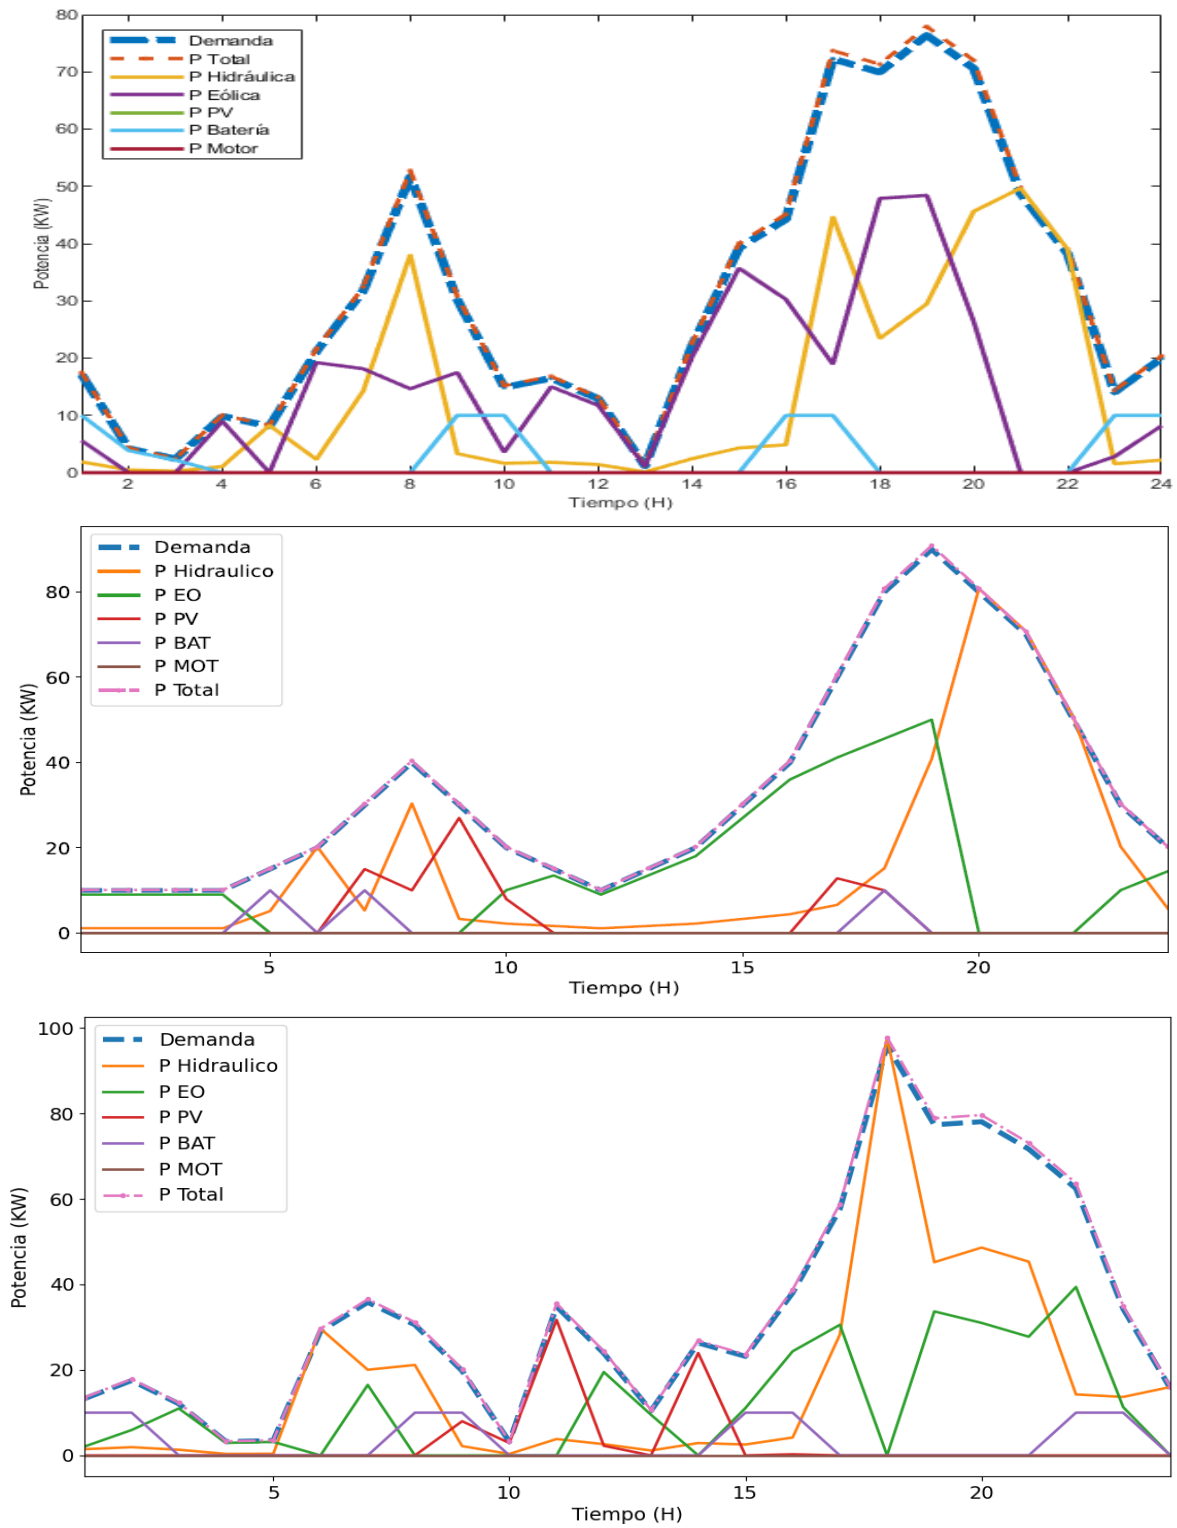 80
70
60
50
40
30
20
10
0
Potencia (KW)
Demanda
P Total
P Hidráulica
P Eólica
P PV
P Batería
P Motor
2 4 6 8 10 12 14 16 18 20 22 24
Tiempo (H)
80
60
40
20
0
Potencia (KW)
Demanda
P Hidraulico
P EO
P PV
P BAT
P MOT
P Total
5 10 15 20
Tiempo (H)
100
80
60
40
20
0
Potencia (KW)
Demanda
P Hidraulico
P EO
P PV
P BAT
P MOT
P Total
5 10 15 20
Tiempo (H)